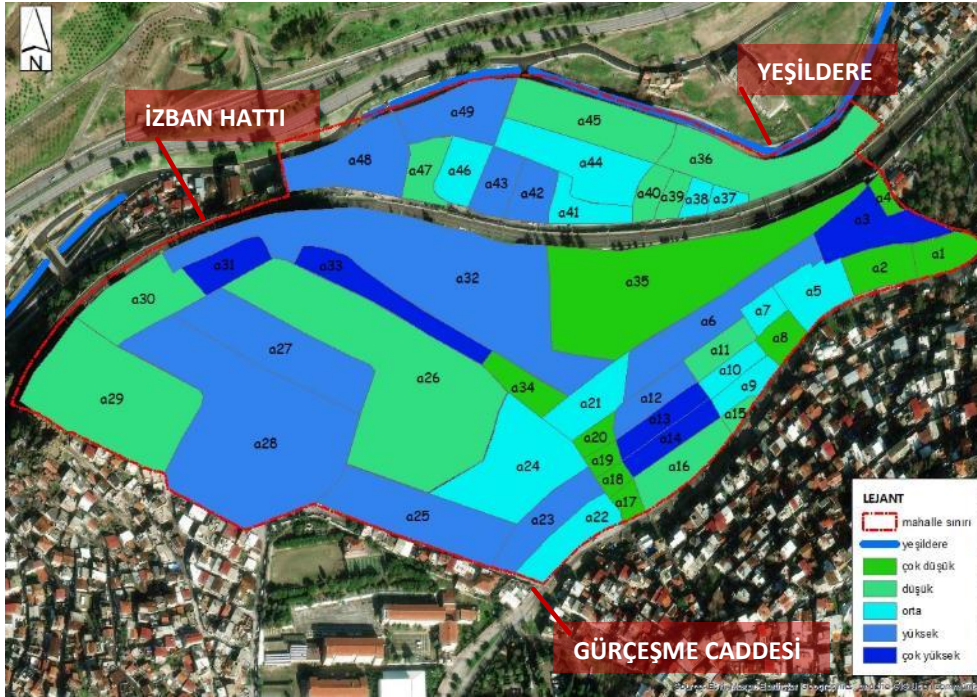 N
YEŞİLDERE
İZBAN HATTI
a49
a45
a48
a47
a46
a44
a36
a43
a42
a40
a39
a38
a37
a41
a4
a3
a1
a2
a31
a33
a32
a35
a5
a30
a7
a6
a8
a27
a11
a26
a10
a34
a9
a29
a21
a12
a13
a15
a20
a14
a28
a19
a16
a24
a18
a17
a25
a23
a22
LEJANT
mahalle sınırı
yeşildere
çok düşük
düşük
orta
yüksek
çok yüksek
GÜRÇEŞME CADDESİ